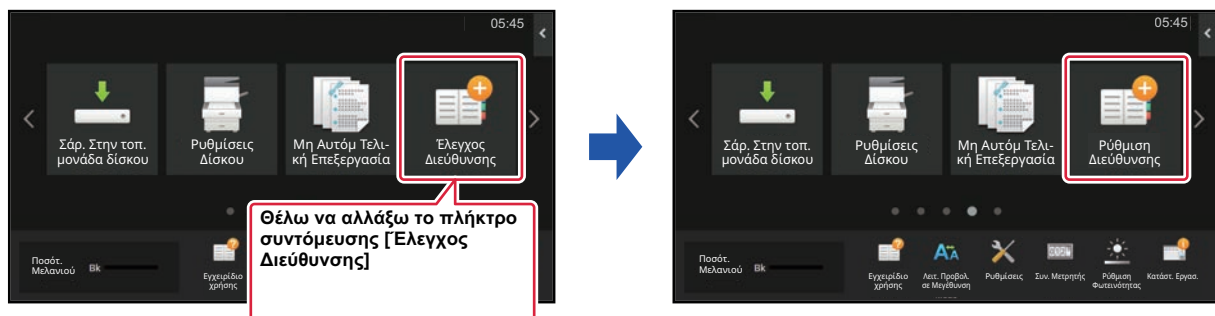 05:45
Σάρ. Στην τοπ.
μονάδα δίσκου
Ρυθμίσεις
Δίσκου
Μη Αυτόμ Τελι-
κή Επεξεργασία
Έλεγχος
Διεύθυνσης
Θέλω να αλλάξω το πλήκτρο
συντόμευσης [Έλεγχος
Διεύθυνσης]
Ποσότ.
Μελανιού
Bk
Εγχειρίδιο
χρήσης
05:45
Σάρ. Στην τοπ.
μονάδα δίσκου
Ρυθμίσεις
Δίσκου
Μη Αυτόμ Τελι-
κή Επεξεργασία
Ρύθμιση
Διεύθυνσης
Ποσότ.
Μελανιού
Bk
Εγχειρίδιο
χρήσης
Λειτ. Προβολ.
σε Μεγέθυνση
Ρυθμίσεις
Συν. Μετρητής
Ρύθμιση
Φωτεινότητας
Κατάστ. Εργασ.